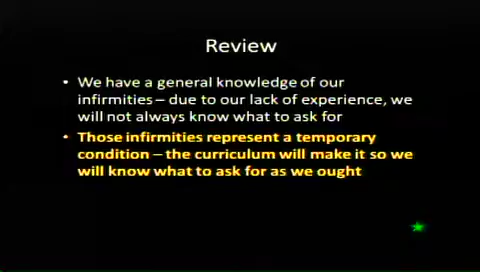 Review
• We have a general knowledge of our
infirmities – due to our lack of experience, we
will not always know what to ask for
• Those infirmities represent a temporary
condition – the curriculum will make it so we
will know what to ask for as we ought